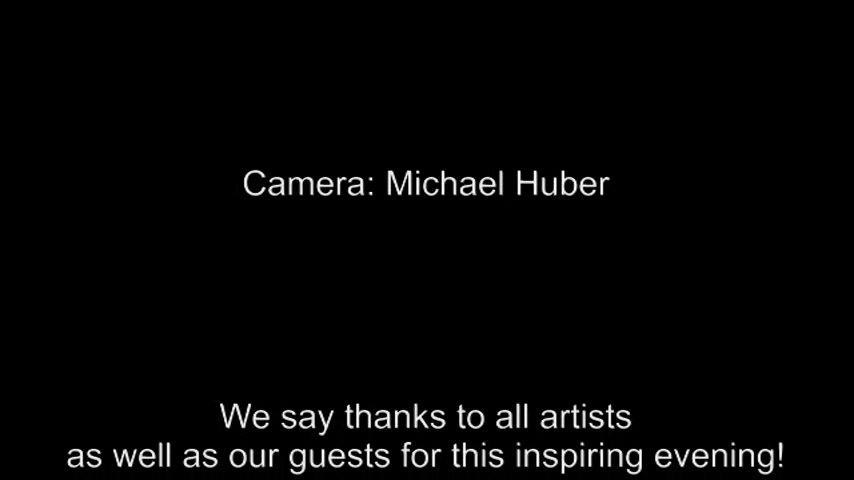 Camera: Michael Huber
We say thanks to all artists
as well as our guests for this inspiring evening!